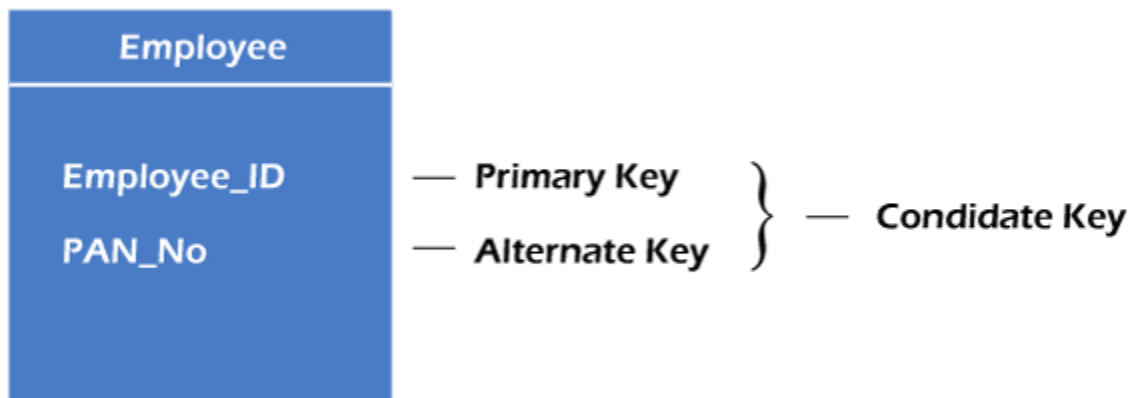 Employee
Employee_ID — Primary Key
PAN_No — Alternate Key
— Condidate Key